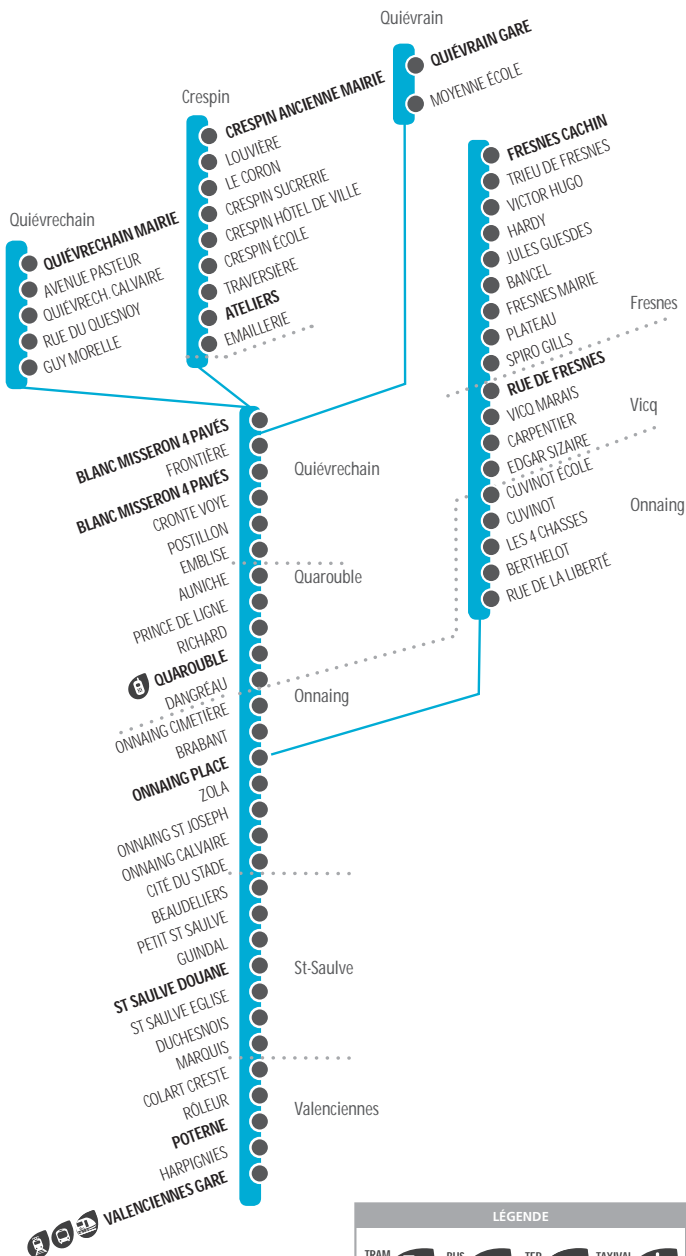 Quiévrain
QUIÉVRAIN GARE
MOYENNE ÉCOLE
Crespin
CRESPIN ANCIENNE MAIRIE
LOUVIÈRE
LE CORON
CRESPIN SUCRERIE
CRESPIN HÔTEL DE VILLE
CRESPIN ÉCOLE
TRAVERSIÈRE
ATELIERS
EMAILLERIE
Quiévrechain
QUIÉVRECHAIN MAIRIE
AVENUE PASTEUR
QUIÉVRECH. CALVAIRE
RUE DU QUESNOY
GUY MORELLE
FRESNES CACHIN
TRIEU DE FRESNES
VICTOR HUGO
HARDY
JULES GUESDES
BANCEL
FRESNES MAIRIE
PLATEAU
SPIRO GILLS
RUE DE FRESNES
VICQ MARAIS
CARPENTIER
EDGAR SIZAIRE
CUVINOT ÉCOLE
CUVINOT
LES 4 CHASSES
BERTHELOT
RUE DE LA LIBERTÉ
Fresnes
Vicq
Onnaing
BLANC MISSERON 4 PAVÉS
FRONTIÈRE
BLANC MISSERON 4 PAVÉS
CRONTE VOYE
POSTILLON
EMBLISE
AUNICHE
PRINCE DE LIGNE
RICHARD
QUAROUBLE
DANGRÉAU
ONNAING CIMETIÈRE
BRABANT
ONNAING PLACE
ZOLA
ONNAING ST JOSEPH
ONNAING CALVAIRE
CITÉ DU STADE
BEAUDELIERS
PETIT ST SAULVE
GUINDAL
ST SAULVE DOUANE
ST SAULVE EGLISE
DUCHESNOIS
MARQUIS
COLART CRESTE
RÔLEUR
POTERNE
HARPIGNIES
VALENCIENNES GARE
Quiévrechain
Quarouble
Onnaing
St-Saulve
Valenciennes
LÉGENDE
TRAM BUS TER TAXIVAL